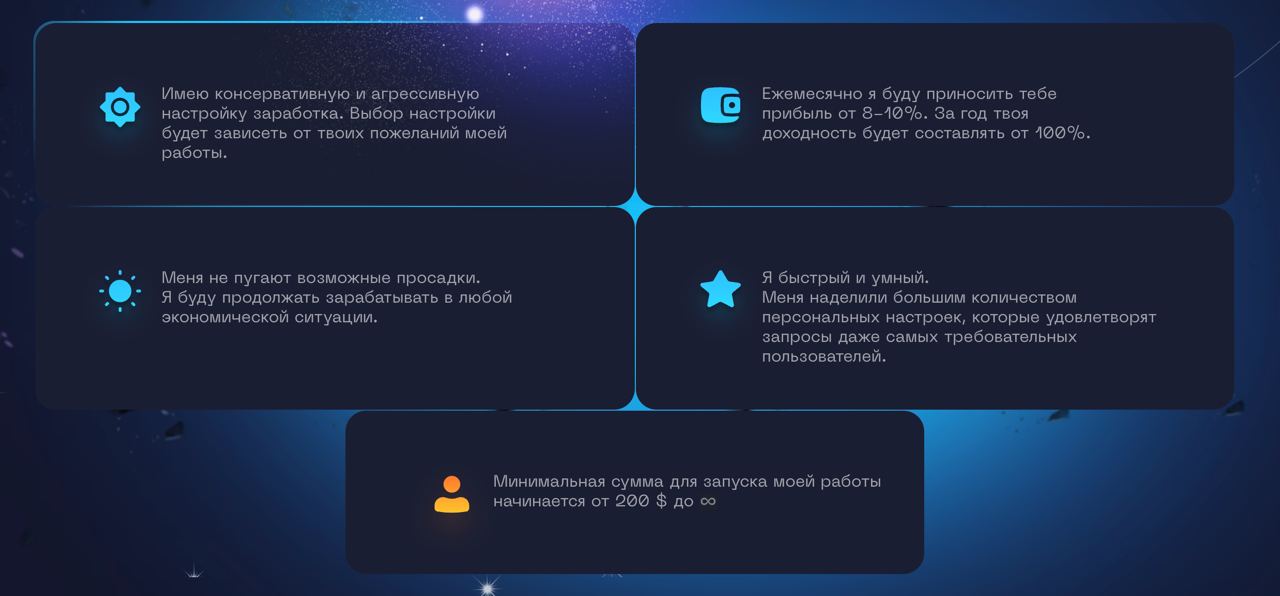 Имею консервативную и агрессивную
настройку заработка. Выбор настройки
будет зависеть от твоих пожеланий моей
работы.
Ежемесячно я буду приносить тебе
прибыль от 8-10%. За год твоя
доходность будет составлять от 100%.
Меня не пугают возможные просадки.
Я буду продолжать зарабатывать в любой
экономической ситуации.
Я быстрый и умный.
Меня наделили большим количеством
персональных настроек, которые удовлетворят
запросы даже самых требовательных
пользователей.
Минимальная сумма для запуска моей работы
начинается от 200 $ до ∞